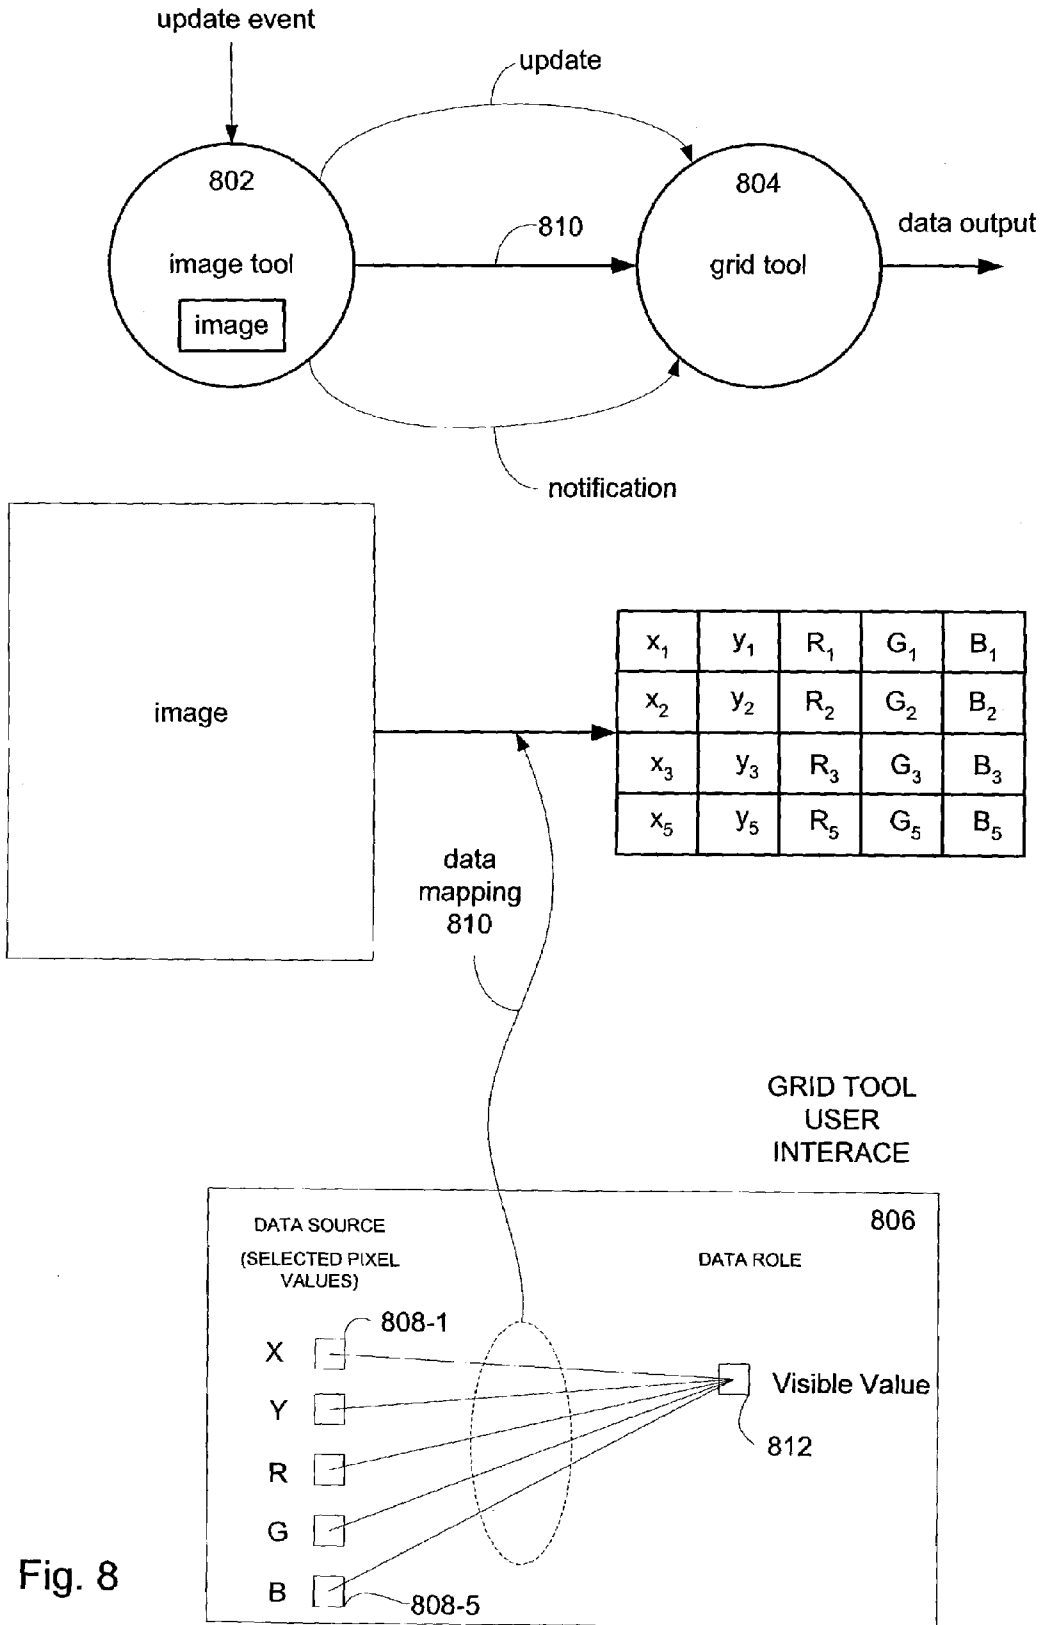 update event
update
802
804
810
data output
image tool
grid tool
image
notification
x₁ y₁ R₁ G₁ B₁
x₂ y₂ R₂ G₂ B₂
image
x₃ y₃ R₃ G₃ B₃
x₅ y₅ R₅ G₅ B₅
data
mapping
810
GRID TOOL
USER
INTERACE
806
DATA SOURCE
(SELECTED PIXEL
VALUES)
DATA ROLE
808-1
X
Y
Visible Value
812
R
G
B
808-5
Fig. 8